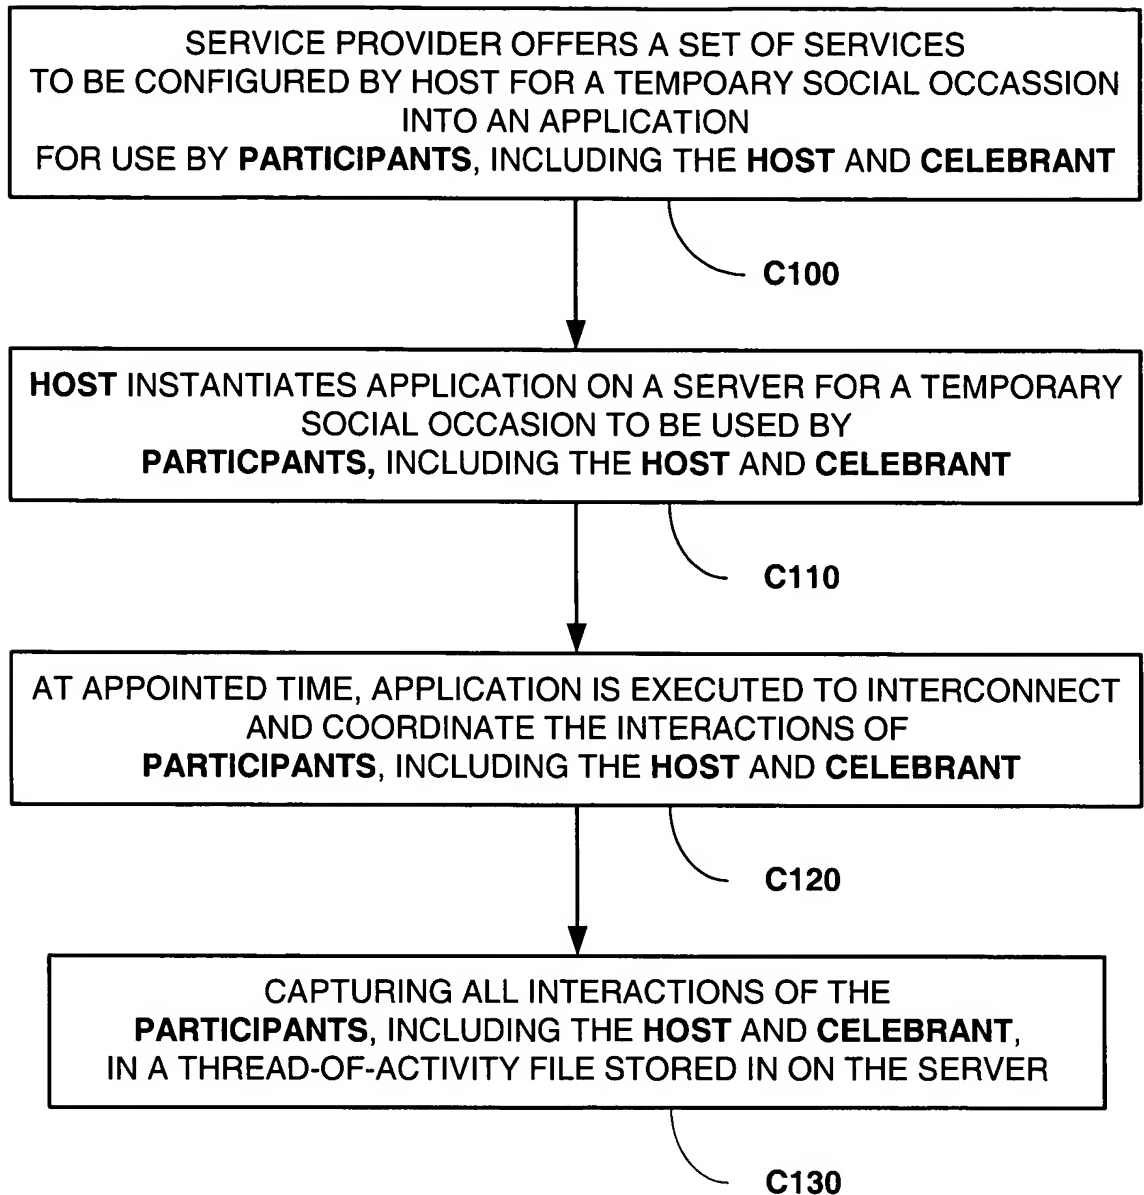 SERVICE PROVIDER OFFERS A SET OF SERVICES
TO BE CONFIGURED BY HOST FOR A TEMPOARY SOCIAL OCCASSION
INTO AN APPLICATION
FOR USE BY PARTICIPANTS, INCLUDING THE HOST AND CELEBRANT
C100
HOST INSTANTIATES APPLICATION ON A SERVER FOR A TEMPORARY
SOCIAL OCCASION TO BE USED BY
PARTICPANTS, INCLUDING THE HOST AND CELEBRANT
C110
AT APPOINTED TIME, APPLICATION IS EXECUTED TO INTERCONNECT
AND COORDINATE THE INTERACTIONS OF
PARTICIPANTS, INCLUDING THE HOST AND CELEBRANT
C120
CAPTURING ALL INTERACTIONS OF THE
PARTICIPANTS, INCLUDING THE HOST AND CELEBRANT,
IN A THREAD-OF-ACTIVITY FILE STORED IN ON THE SERVER
C130